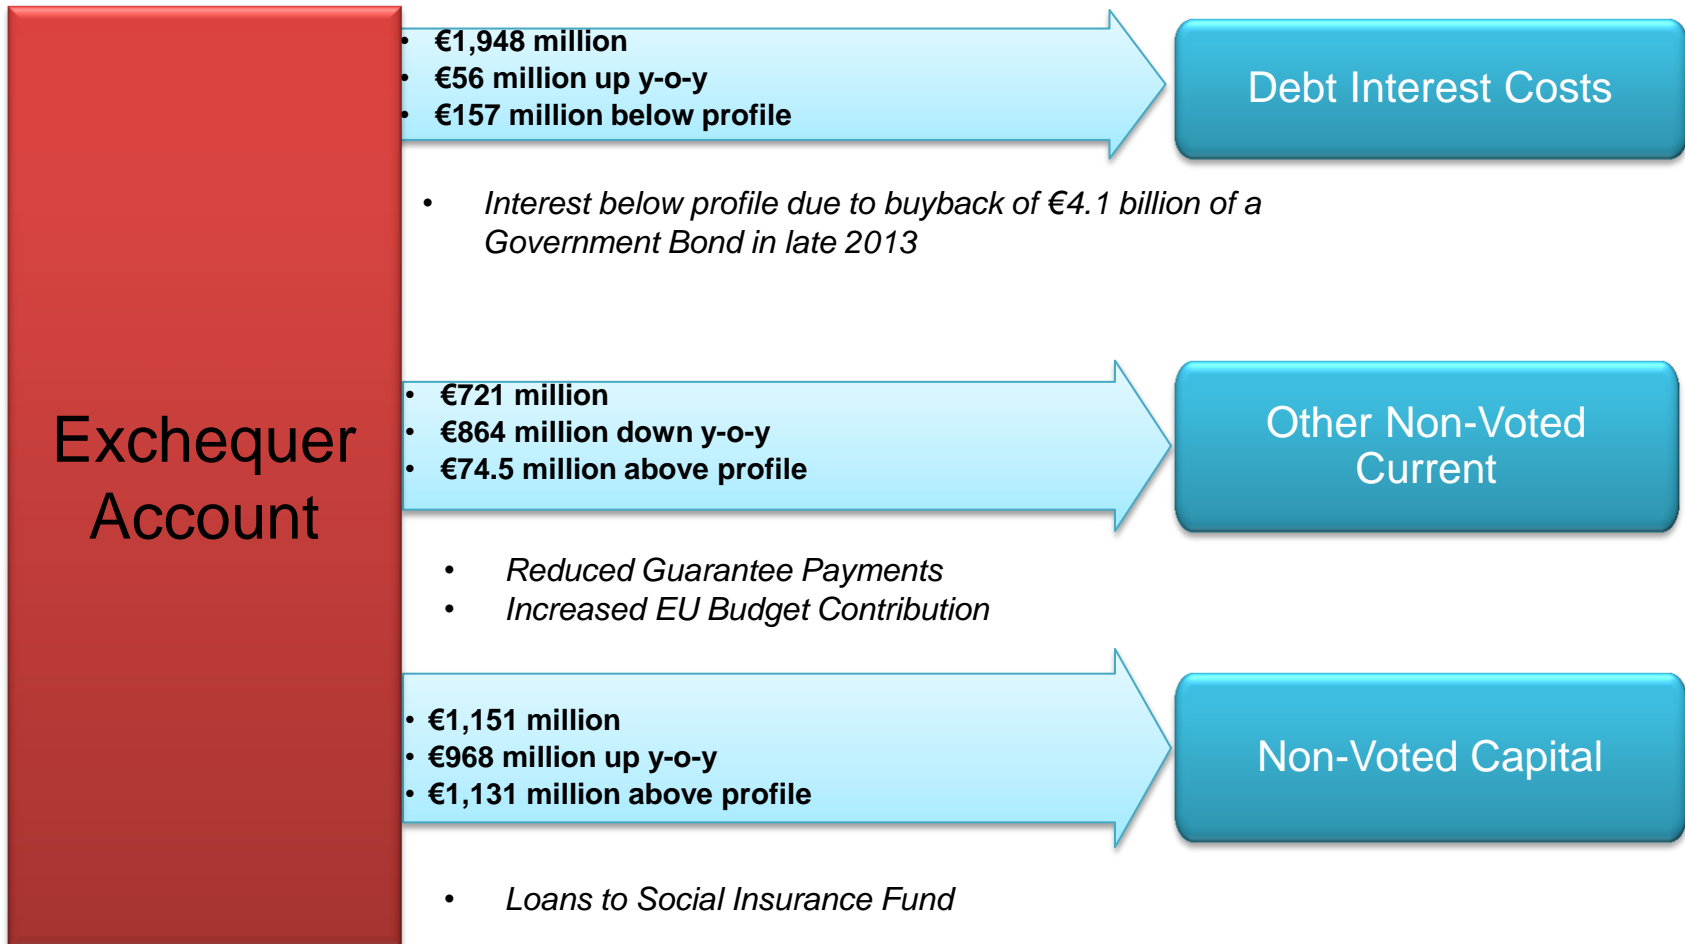 Exchequer
Account
• €1,948 million
• €56 million up y-o-y
• €157 million below profile
Debt Interest Costs
• Interest below profile due to buyback of €4.1 billion of a
Government Bond in late 2013
• €721 million
• €864 million down y-o-y
• €74.5 million above profile
Other Non-Voted
Current
• Reduced Guarantee Payments
• Increased EU Budget Contribution
• €1,151 million
• €968 million up y-o-y
• €1,131 million above profile
Non-Voted Capital
• Loans to Social Insurance Fund